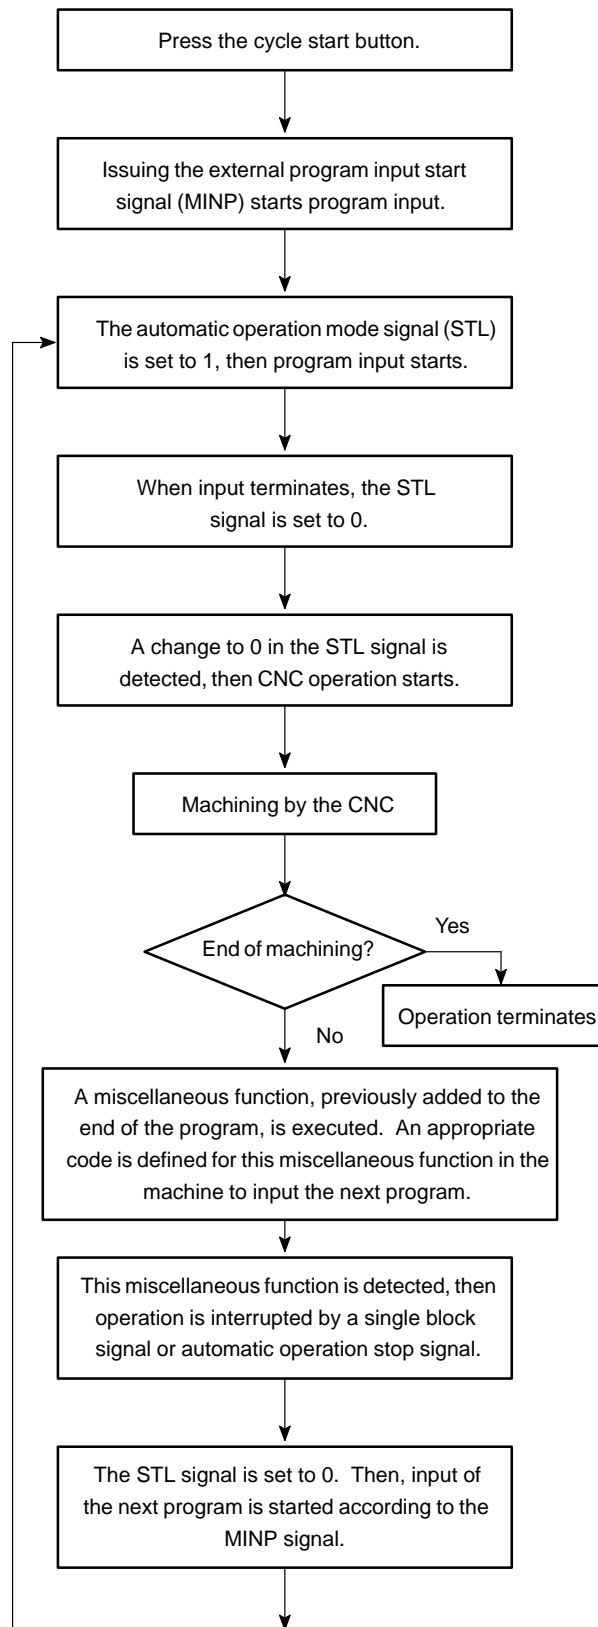 Press the cycle start button.
Issuing the external program input start
signal (MINP) starts program input.
The automatic operation mode signal (STL)
is set to 1, then program input starts.
When input terminates, the STL
signal is set to 0.
A change to 0 in the STL signal is
detected, then CNC operation starts.
Machining by the CNC
End of machining?
Yes
Operation terminates
No
A miscellaneous function, previously added to the
end of the program, is executed. An appropriate
code is defined for this miscellaneous function in the
machine to input the next program.
This miscellaneous function is detected, then
operation is interrupted by a single block
signal or automatic operation stop signal.
The STL signal is set to 0. Then, input of
the next program is started according to the
MINP signal.